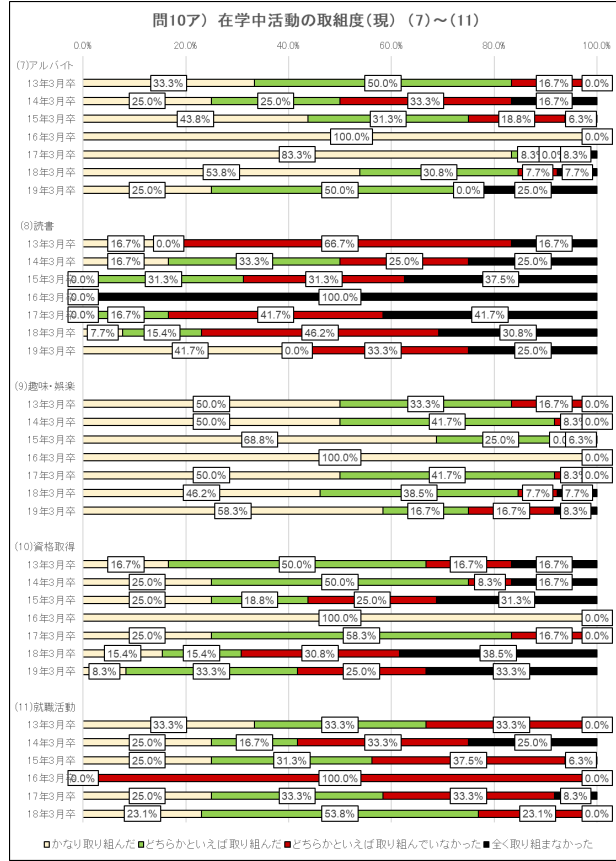 問10ア) 在学中活動の取組度(現) (7)～(11)
0.0% 20.0% 40.0% 60.0% 80.0% 100.0%
(7)アルバイト
13年3月卒 33.3% 50.0% 16.7% 0.0%
14年3月卒 25.0% 25.0% 33.3% 16.7%
15年3月卒 43.8% 31.3% 18.8% 6.3%
16年3月卒 100.0% 0.0%
17年3月卒 83.3% 8.3% 0.0% 8.3%
18年3月卒 53.8% 30.8% 7.7% 7.7%
19年3月卒 25.0% 50.0% 0.0% 25.0%
(8)読書
13年3月卒 16.7% 0.0% 66.7% 16.7%
14年3月卒 16.7% 33.3% 25.0% 25.0%
15年3月卒 0.0% 31.3% 31.3% 37.5%
16年3月卒 0.0% 100.0%
17年3月卒 0.0% 16.7% 41.7% 41.7%
18年3月卒 7.7% 15.4% 46.2% 30.8%
19年3月卒 41.7% 0.0% 33.3% 25.0%
(9)趣味・娯楽
13年3月卒 50.0% 33.3% 16.7% 0.0%
14年3月卒 50.0% 41.7% 8.3% 0.0%
15年3月卒 68.8% 25.0% 0.0 6.3%
16年3月卒 100.0% 0.0%
17年3月卒 50.0% 41.7% 8.3% 0.0%
18年3月卒 46.2% 38.5% 7.7% 7.7%
19年3月卒 58.3% 16.7% 16.7% 8.3%
(10)資格取得
13年3月卒 16.7% 50.0% 16.7% 16.7%
14年3月卒 25.0% 50.0% 8.3% 16.7%
15年3月卒 25.0% 18.8% 25.0% 31.3%
16年3月卒 100.0% 0.0%
17年3月卒 25.0% 58.3% 16.7% 0.0%
18年3月卒 15.4% 15.4% 30.8% 38.5%
19年3月卒 8.3% 33.3% 25.0% 33.3%
(11)就職活動
13年3月卒 33.3% 33.3% 33.3% 0.0%
14年3月卒 25.0% 16.7% 33.3% 25.0%
15年3月卒 25.0% 31.3% 37.5% 6.3%
16年3月卒 0.0% 100.0% 0.0%
17年3月卒 25.0% 33.3% 33.3% 8.3%
18年3月卒 23.1% 53.8% 23.1% 0.0%
かなり取り組んだ どちらかといえば取り組んだ どちらかといえば取り組んでいなかった 全く取り組まなかった